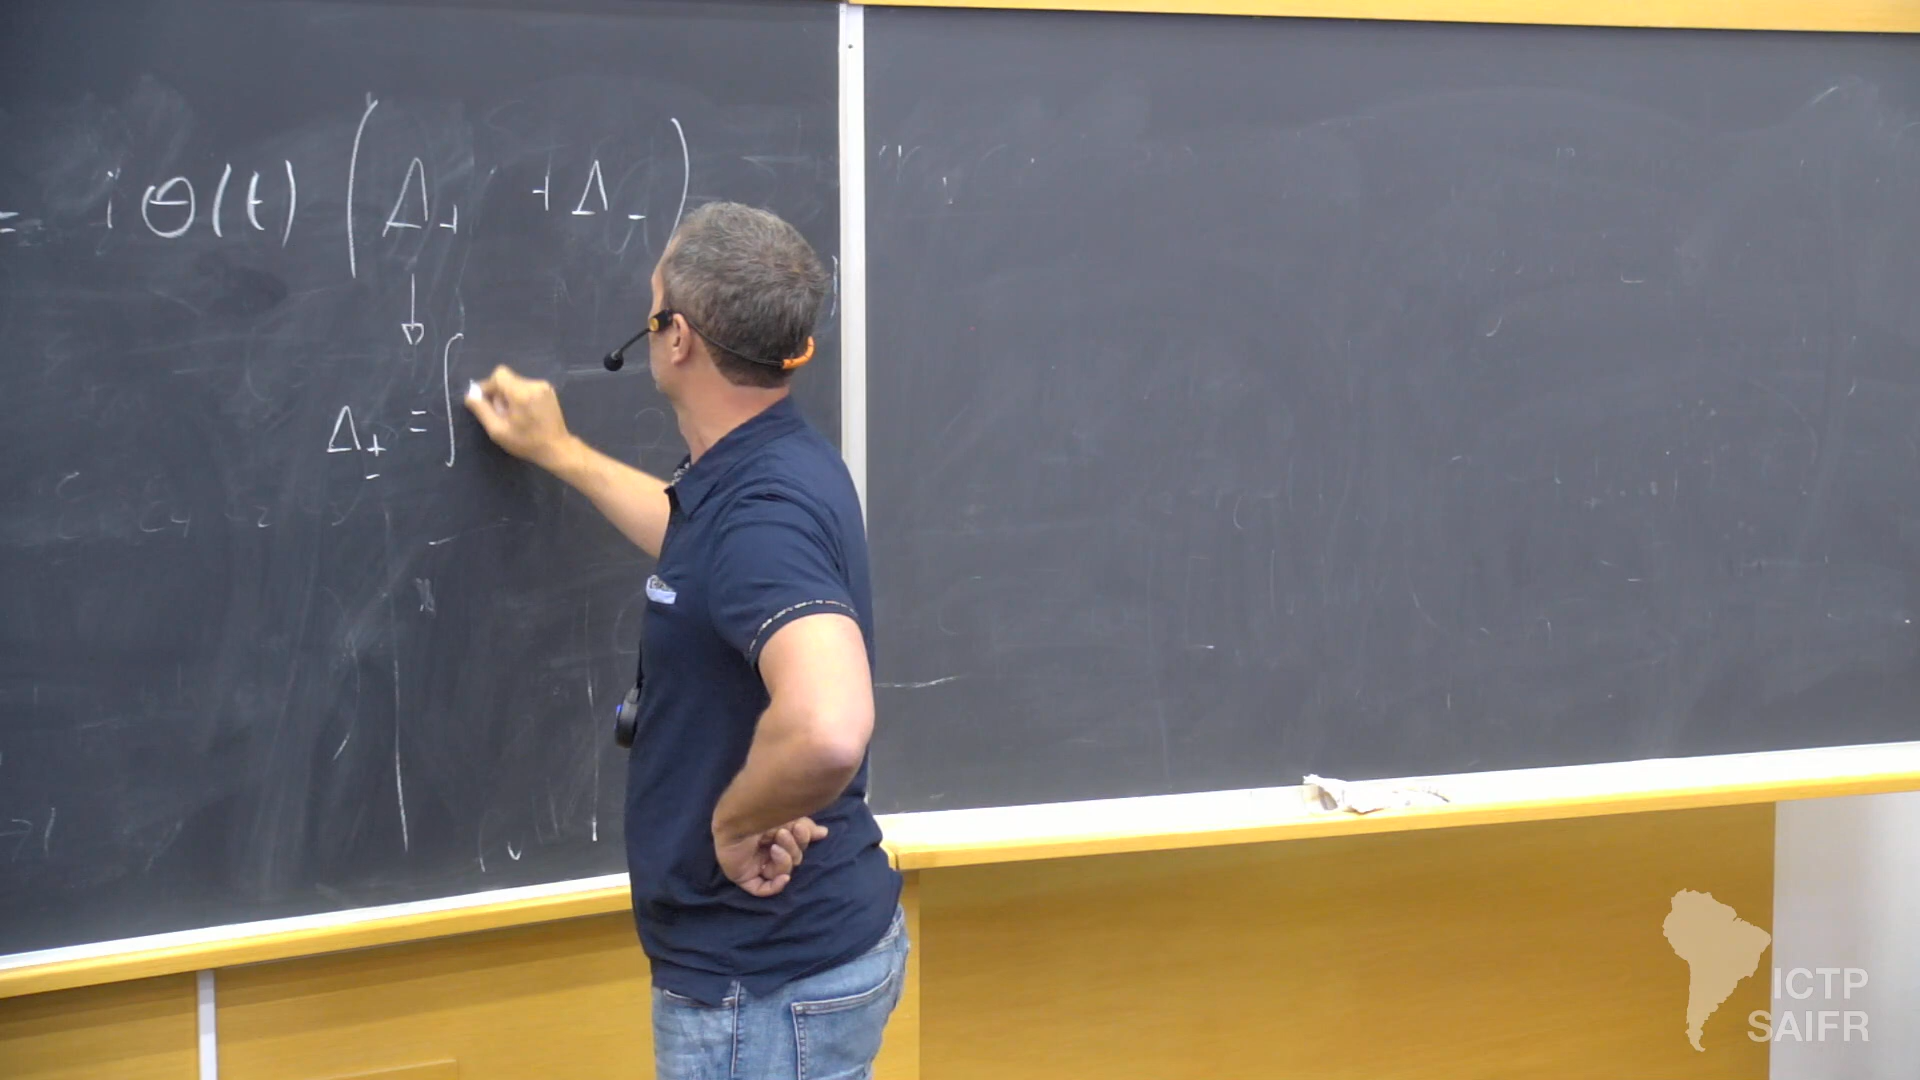 = i θ(t) ( Δ₊ + Δ₋ )
↓
Δ± = ∫
ICTP
SAIFR